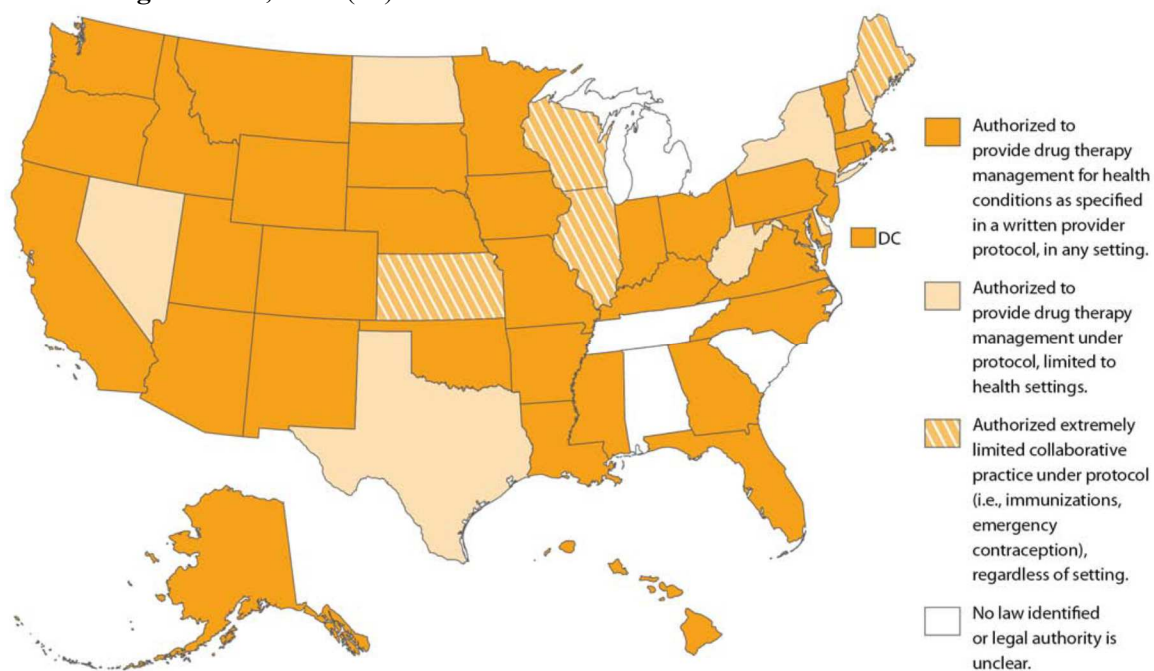 DC
Authorized to
provide drug therapy
management for health
conditions as specified
in a written provider
protocol, in any setting.
Authorized to
provide drug therapy
management under
protocol, limited to
health settings.
Authorized extremely
limited collaborative
practice under protocol
(i.e., immunizations,
emergency
contraception),
regardless of setting.
No law identified
or legal authority is
unclear.